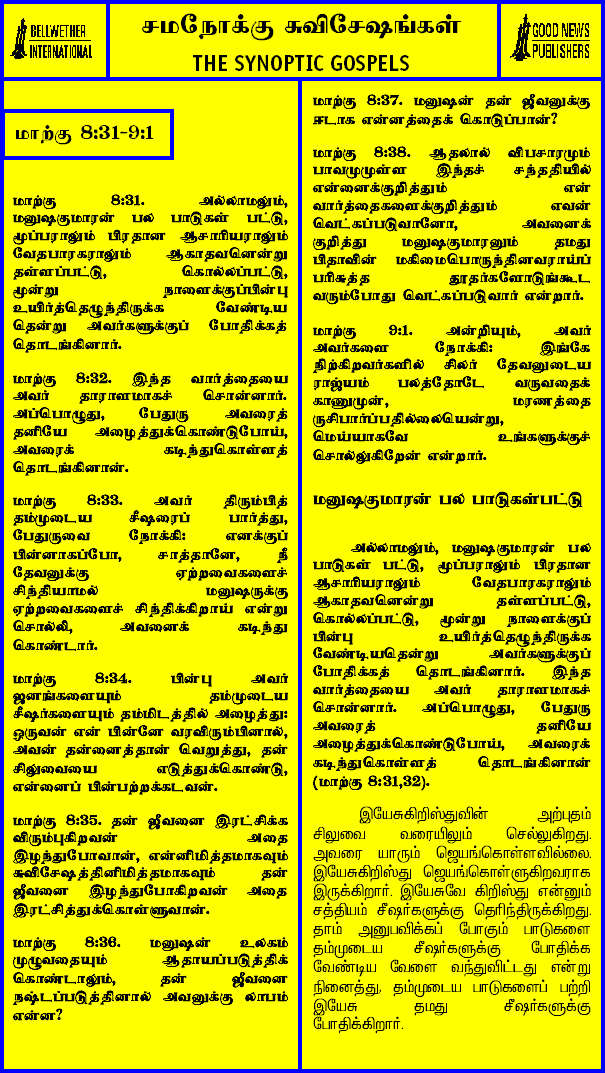 BELLWETHER
INTERNATIONAL
சமநோக்கு சுவிசேஷங்கள்
THE SYNOPTIC GOSPELS
GOOD NEWS
PUBLISHERS
மாற்கு 8:31-9:1
மாற்கு 8:31. அல்லாமலும்,
மனுஷகுமாரன் பல பாடுகள் பட்டு,
மூப்பராலும் பிரதான ஆசாரியராலும்
வேதபாரகராலும் ஆகாதவனென்று
தள்ளப்பட்டு, கொல்லப்பட்டு,
மூன்று நாளைக்குப்பின்பு
உயிர்த்தெழுந்திருக்க வேண்டிய
தென்று அவர்களுக்குப் போதிக்கத்
தொடங்கினார்.
மாற்கு 8:32. இந்த வார்த்தையை
அவர் தாராளமாகச் சொன்னார்.
அப்பொழுது, பேதுரு அவரைத்
தனியே அழைத்துக்கொண்டுபோய்,
அவரைக் கடிந்துகொள்ளத்
தொடங்கினான்.
மாற்கு 8:33. அவர் திரும்பித்
தம்முடைய சீஷரைப் பார்த்து,
பேதுருவை நோக்கி: எனக்குப்
பின்னாகப்போ, சாத்தானே, நீ
தேவனுக்கு ஏற்றவைகளைச்
சிந்தியாமல் மனுஷருக்கு
ஏற்றவைகளைச் சிந்திக்கிறாய் என்று
சொல்லி, அவனைக் கடிந்து
கொண்டார்.
மாற்கு 8:34. பின்பு அவர்
ஜனங்களையும் தம்முடைய
சீஷர்களையும் தம்மிடத்தில் அழைத்து:
ஒருவன் என் பின்னே வரவிரும்பினால்,
அவன் தன்னைத்தான் வெறுத்து, தன்
சிலுவையை எடுத்துக்கொண்டு,
என்னைப் பின்பற்றக்கடவன்.
மாற்கு 8:35. தன் ஜீவனை இரட்சிக்க
விரும்புகிறவன் அதை
இழந்துபோவான், என்னிமித்தமாகவும்
சுவிசேஷத்தினிமித்தமாகவும் தன்
ஜீவனை இழந்துபோகிறவன் அதை
இரட்சித்துக்கொள்ளுவான்.
மாற்கு 8:36. மனுஷன் உலகம்
முழுவதையும் ஆதாயப்படுத்திக்
கொண்டாலும், தன் ஜீவனை
நஷ்டப்படுத்தினால் அவனுக்கு லாபம்
என்ன?
மாற்கு 8:37. மனுஷன் தன் ஜீவனுக்கு
ஈடாக என்னத்தைக் கொடுப்பான்?
மாற்கு 8:38. ஆதலால் விபசாரமும்
பாவமுமுள்ள இந்தச் சந்ததியில்
என்னைக்குறித்தும் என்
வார்த்தைகளைக்குறித்தும் எவன்
வெட்கப்படுவானோ, அவனைக்
குறித்து மனுஷகுமாரனும் தமது
பிதாவின் மகிமைபொருந்தினவராய்ப்
பரிசுத்த தூதர்களோடுங்கூட
வரும்போது வெட்கப்படுவார் என்றார்.
மாற்கு 9:1. அன்றியும், அவர்
அவர்களை நோக்கி: இங்கே
நிற்கிறவர்களில் சிலர் தேவனுடைய
ராஜ்யம் பலத்தோடே வருவதைக்
காணுமுன், மரணத்தை
ருசிபார்ப்பதில்லையென்று,
மெய்யாகவே உங்களுக்குச்
சொல்லுகிறேன் என்றார்.
மனுஷகுமாரன் பல பாடுகள்பட்டு
அல்லாமலும், மனுஷகுமாரன் பல
பாடுகள் பட்டு, மூப்பராலும் பிரதான
ஆசாரியராலும் வேதபாரகராலும்
ஆகாதவனென்று தள்ளப்பட்டு,
கொல்லப்பட்டு, மூன்று நாளைக்குப்
பின்பு உயிர்த்தெழுந்திருக்க
வேண்டியதென்று அவர்களுக்குப்
போதிக்கத் தொடங்கினார். இந்த
வார்த்தையை அவர் தாராளமாகச்
சொன்னார். அப்பொழுது, பேதுரு
அவரைத் தனியே
அழைத்துக்கொண்டுபோய், அவரைக்
கடிந்துகொள்ளத் தொடங்கினான்
(மாற்கு 8:31,32).
இயேசுகிறிஸ்துவின் அற்புதம்
சிலுவை வரையிலும் செல்லுகிறது.
அவரை யாரும் ஜெயங்கொள்ளவில்லை.
இயேசுகிறிஸ்து ஜெயங்கொள்ளுகிறவராக
இருக்கிறார். இயேசுவே கிறிஸ்து என்னும்
சத்தியம் சீஷர்களுக்கு தெரிந்திருக்கிறது.
தாம் அனுபவிக்கப் போகும் பாடுகளை
தம்முடைய சீஷர்களுக்கு போதிக்க
வேண்டிய வேளை வந்துவிட்டது என்று
நினைத்து, தம்முடைய பாடுகளைப் பற்றி
இயேசு தமது சீஷர்களுக்கு
போதிக்கிறார்.